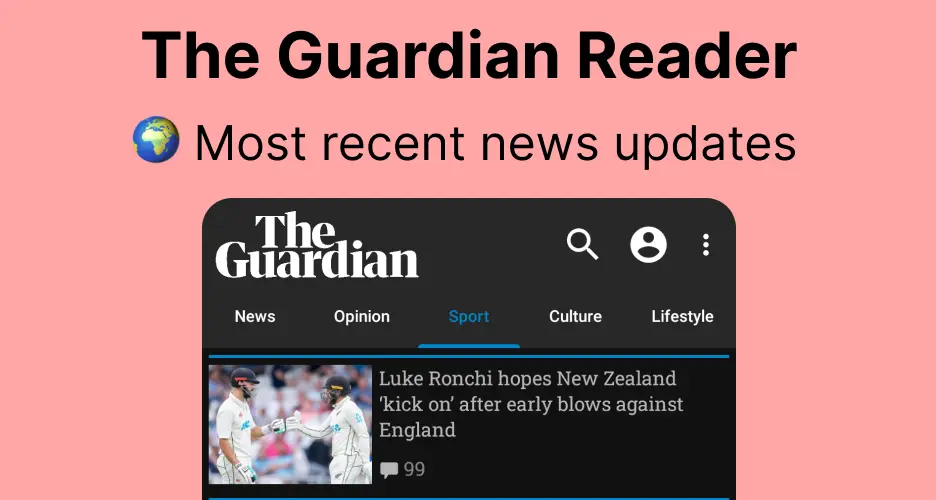 The Guardian Reader
🌍 Most recent news updates
The
Guardian
News Opinion Sport Culture Lifestyle
Luke Ronchi hopes New Zealand
‘kick on’ after early blows against
England
99